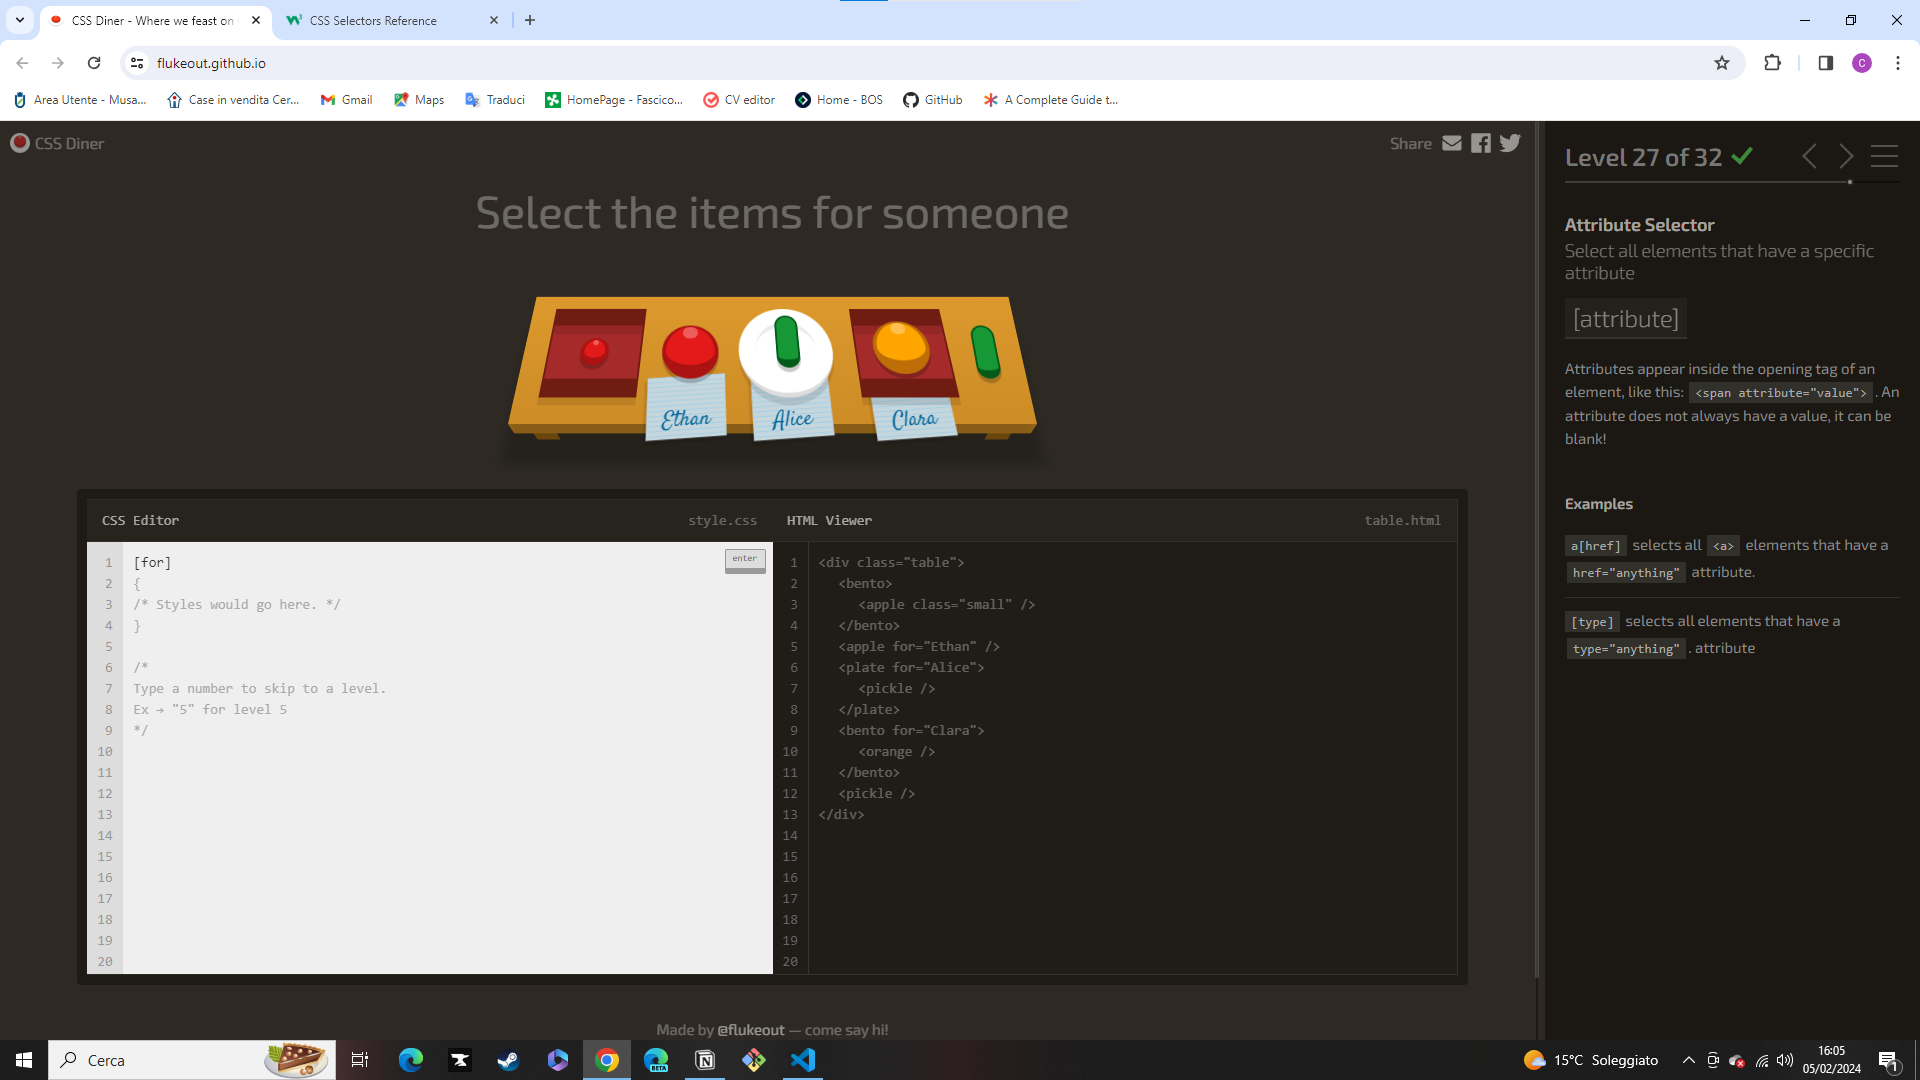 CSS Diner - Where we feast on
CSS Selectors Reference
flukeout.github.io
C
Area Utente - Musa...
Case in vendita Cer...
Gmail
Maps
Traduci
HomePage - Fascico...
CV editor
Home - BOS
GitHub
A Complete Guide t...
CSS Diner
Share
Select the items for someone
Ethan
Alice
Clara
CSS Editor
style.css
HTML Viewer
table.html
enter
1 [for]
2 {
3 /* Styles would go here. */
4 }
5
6 /*
7 Type a number to skip to a level.
8 Ex → "5" for level 5
9 */
10
11
12
13
14
15
16
17
18
19
20
1 <div class="table">
2 <bento>
3 <apple class="small" />
4 </bento>
5 <apple for="Ethan" />
6 <plate for="Alice">
7 <pickle />
8 </plate>
9 <bento for="Clara">
10 <orange />
11 </bento>
12 <pickle />
13 </div>
14
15
16
17
18
19
20
Made by @flukeout — come say hi!
Level 27 of 32
Attribute Selector
Select all elements that have a specific
attribute
[attribute]
Attributes appear inside the opening tag of an
element, like this: <span attribute="value"> . An
attribute does not always have a value, it can be
blank!
Examples
a[href] selects all <a> elements that have a
href="anything" attribute.
[type] selects all elements that have a
type="anything" . attribute
Cerca
BETA
15°C Soleggiato
16:05
05/02/2024
1